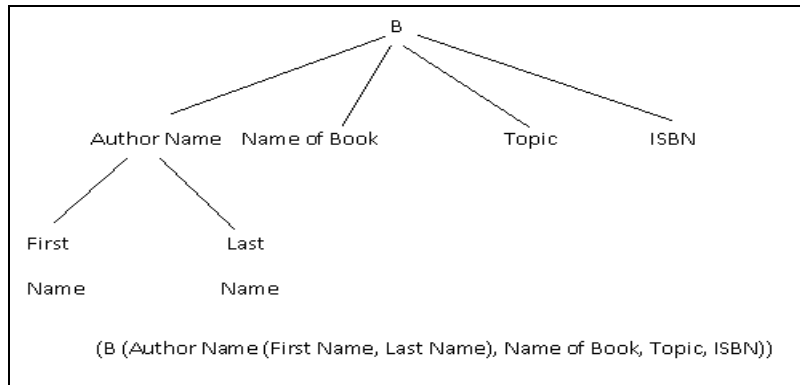 B
Author Name Name of Book Topic ISBN
First Last
Name Name
(B (Author Name (First Name, Last Name), Name of Book, Topic, ISBN))